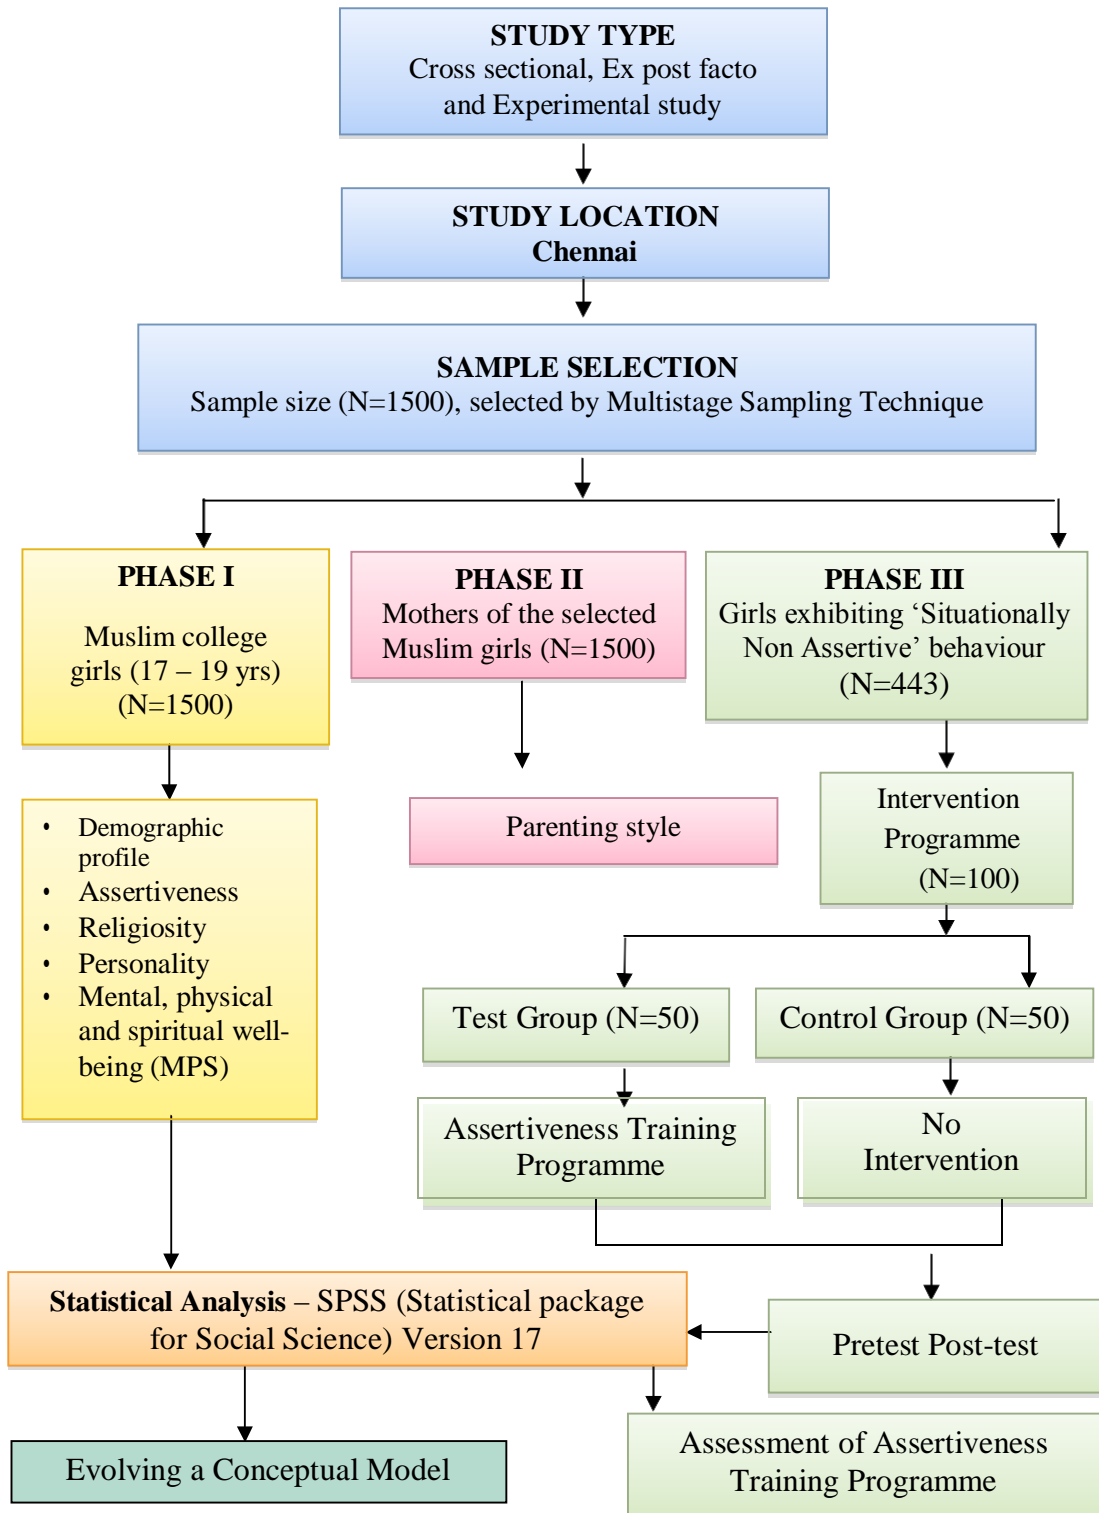 STUDY TYPE
Cross sectional, Ex post facto
and Experimental study
STUDY LOCATION
Chennai
SAMPLE SELECTION
Sample size (N=1500), selected by Multistage Sampling Technique
PHASE I
Muslim college
girls (17 – 19 yrs)
(N=1500)
PHASE II
Mothers of the selected
Muslim girls (N=1500)
PHASE III
Girls exhibiting ‘Situationally
Non Assertive’ behaviour
(N=443)
• Demographic
profile
• Assertiveness
• Religiosity
• Personality
• Mental, physical
and spiritual well-
being (MPS)
Parenting style
Intervention
Programme
(N=100)
Test Group (N=50)
Control Group (N=50)
Assertiveness Training
Programme
No
Intervention
Statistical Analysis – SPSS (Statistical package
for Social Science) Version 17
Pretest Post-test
Evolving a Conceptual Model
Assessment of Assertiveness
Training Programme